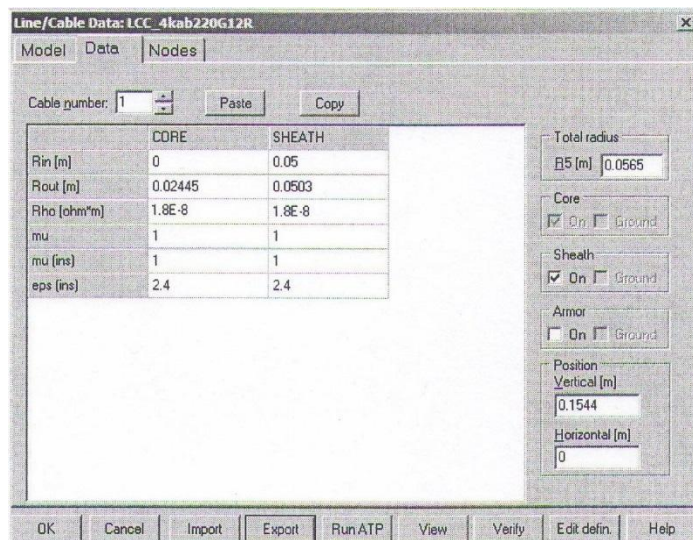 Line/Cable Data: LCC_4kab220G12R
Model Data Nodes
Cable number: 1 Paste Copy
CORE SHEATH
Rin [m] 0 0.05
Rout [m] 0.02445 0.0503
Rho [ohm*m] 1.8E-8 1.8E-8
mu 1 1
mu (ins) 1 1
eps (ins) 2.4 2.4
Total radius
R5 [m] 0.0565
Core
On Ground
Sheath
On Ground
Armor
On Ground
Position
Vertical [m]
0.1544
Horizontal [m]
0
OK Cancel Import Export Run ATP View Verify Edit defin. Help